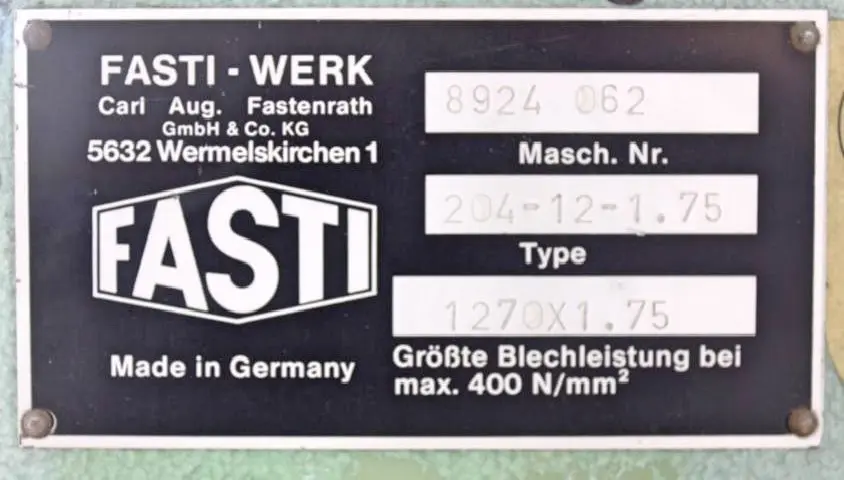 FASTI - WERK
Carl Aug. Fastenrath
GmbH & Co. KG
5632 Wermelskirchen 1
FASTI
Made in Germany
8924 062
Masch. Nr.
204-12-1.75
Type
1270X1.75
Größte Blechleistung bei
max. 400 N/mm²